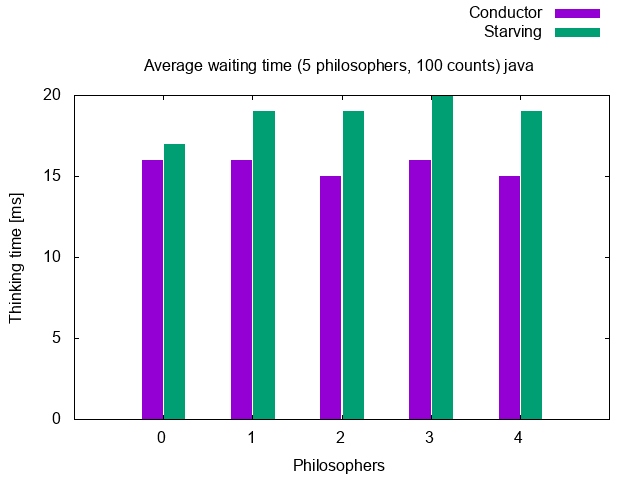 Conductor
Starving
Average waiting time (5 philosophers, 100 counts) java
20
15
10
5
0
Thinking time [ms]
0 1 2 3 4
Philosophers